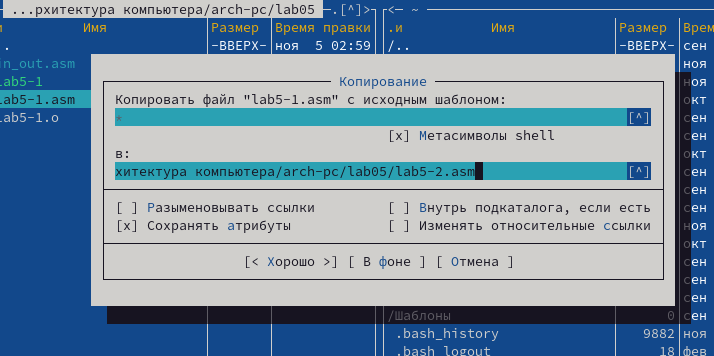 ...рхитектура компьютера/arch-pc/lab05 .[^]> <— ~
и Имя Размер Время правки .и Имя Размер Время
.. -ВВЕРХ- ноя 5 02:59 /.. -ВВЕРХ- сен
in_out.asm ноя
lab5-1 ноя
lab5-1.asm окт
lab5-1.o сен
Копирование
Копировать файл "lab5-1.asm" с исходным шаблоном:
* [^]
[x] Метасимволы shell
в:
хитектура компьютера/arch-pc/lab05/lab5-2.asm [^]
[ ] Разыменовывать ссылки [ ] Внутрь подкаталога, если есть
[x] Сохранять атрибуты [ ] Изменять относительные ссылки
[< Хорошо >] [ В фоне ] [ Отмена ]
сен
окт
сен
сен
сен
ноя
окт
сен
сен
сен
/Шаблоны 0 сен
.bash_history 9882 ноя
.bash_logout 18 фев